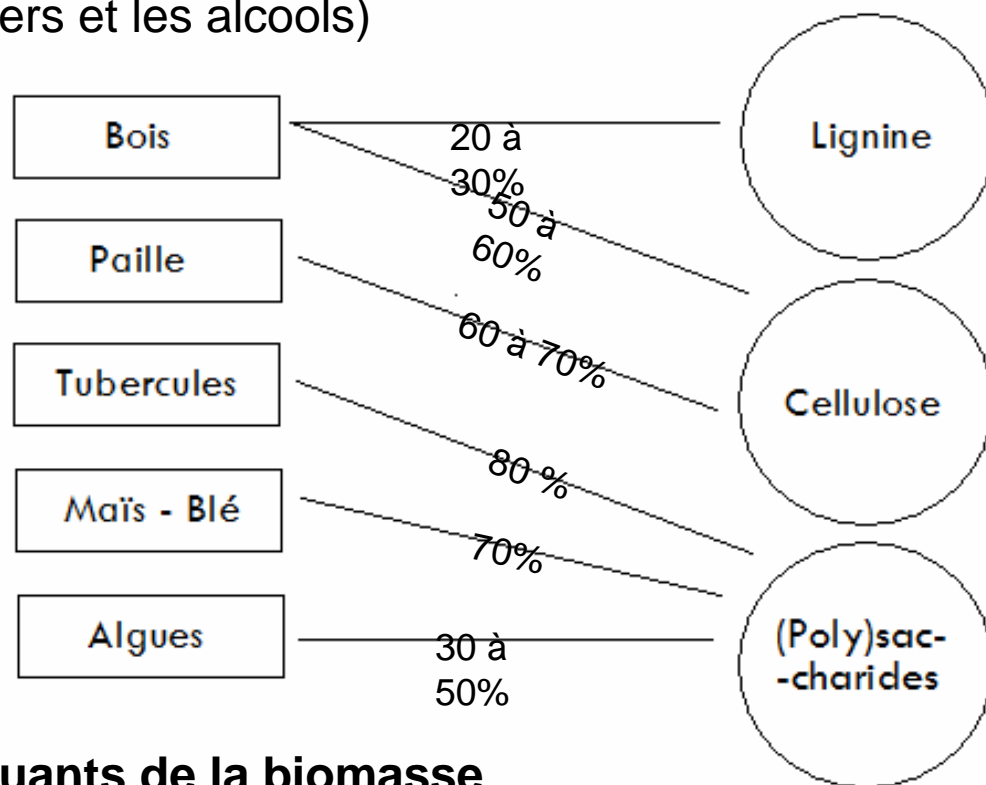 ers et les alcools)
Bois
20 à
30%
Lignine
50 à
60%
Paille
60 à 70%
Tubercules
Cellulose
80 %
Maïs - Blé
70%
Algues
30 à
50%
(Poly)sac-
-charides
uants de la biomasse